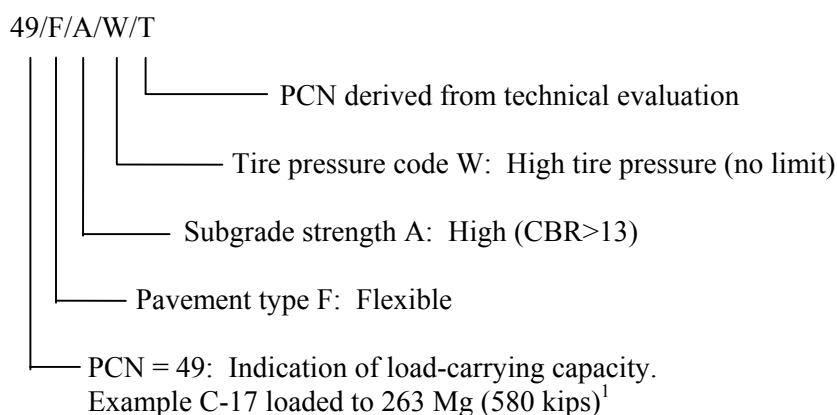 49/F/A/W/T
PCN derived from technical evaluation
Tire pressure code W: High tire pressure (no limit)
Subgrade strength A: High (CBR>13)
Pavement type F: Flexible
PCN = 49: Indication of load-carrying capacity.
Example C-17 loaded to 263 Mg (580 kips)¹